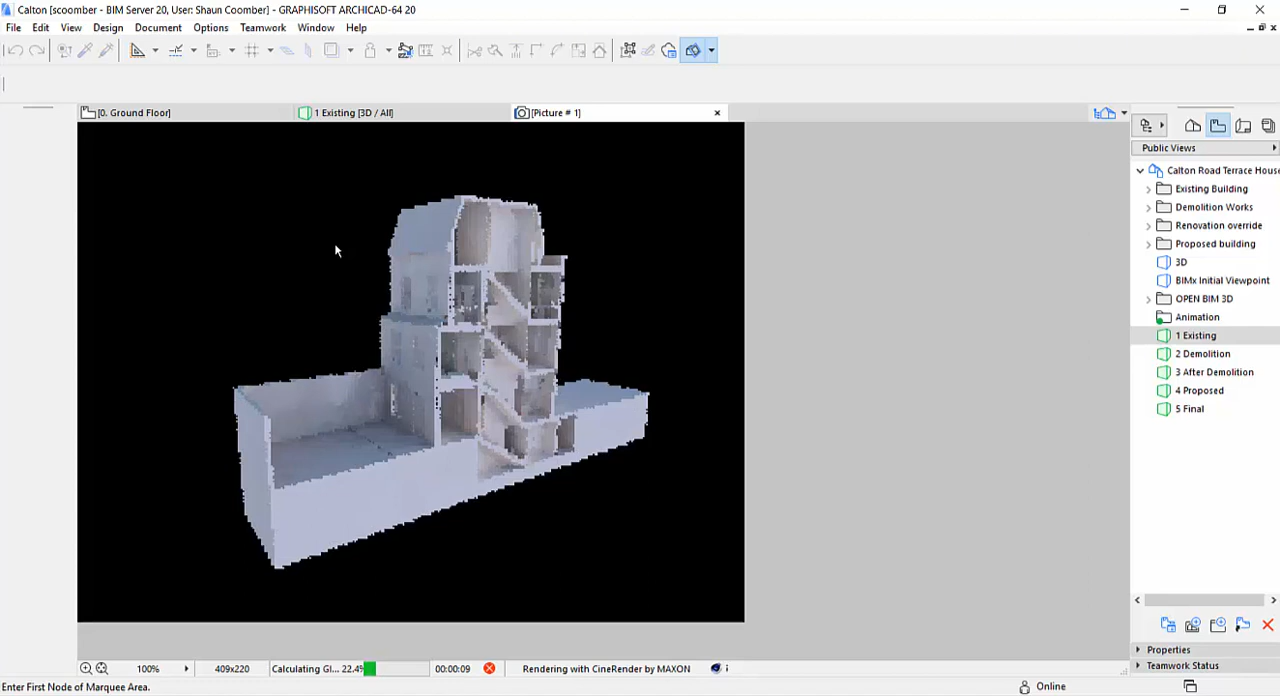 Calton [scoomber - BIM Server 20, User: Shaun Coomber] - GRAPHISOFT ARCHICAD-64 20
File Edit View Design Document Options Teamwork Window Help
[0. Ground Floor] 1 Existing [3D / All] [Picture # 1]
Public Views
Calton Road Terrace House
Existing Building
Demolition Works
Renovation override
Proposed building
3D
BIMx Initial Viewpoint
OPEN BIM 3D
Animation
1 Existing
2 Demolition
3 After Demolition
4 Proposed
5 Final
Properties
100% 409x220 Calculating GI... 22.4% 00:00:09 Rendering with CineRender by MAXON
Teamwork Status
Enter First Node of Marquee Area. Online